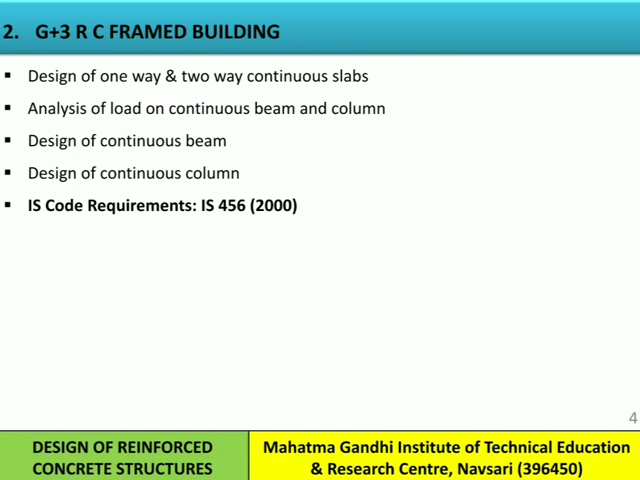 2. G+3 R C FRAMED BUILDING
▪ Design of one way & two way continuous slabs
▪ Analysis of load on continuous beam and column
▪ Design of continuous beam
▪ Design of continuous column
▪ IS Code Requirements: IS 456 (2000)
4
DESIGN OF REINFORCED
CONCRETE STRUCTURES
Mahatma Gandhi Institute of Technical Education
& Research Centre, Navsari (396450)